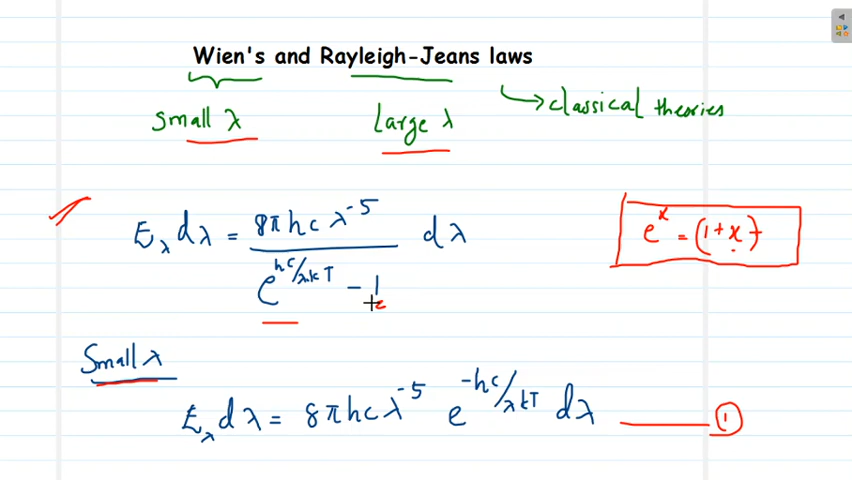 Wien's and Rayleigh-Jeans laws
Small λ Large λ → classical theories
E_λ dλ = 8πhc λ^-5 / (e^(hc/λkT) - 1) dλ
e^x = (1+x)
Small λ
E_λ dλ = 8πhcλ^-5 e^(-hc/λkT) dλ ——— ①